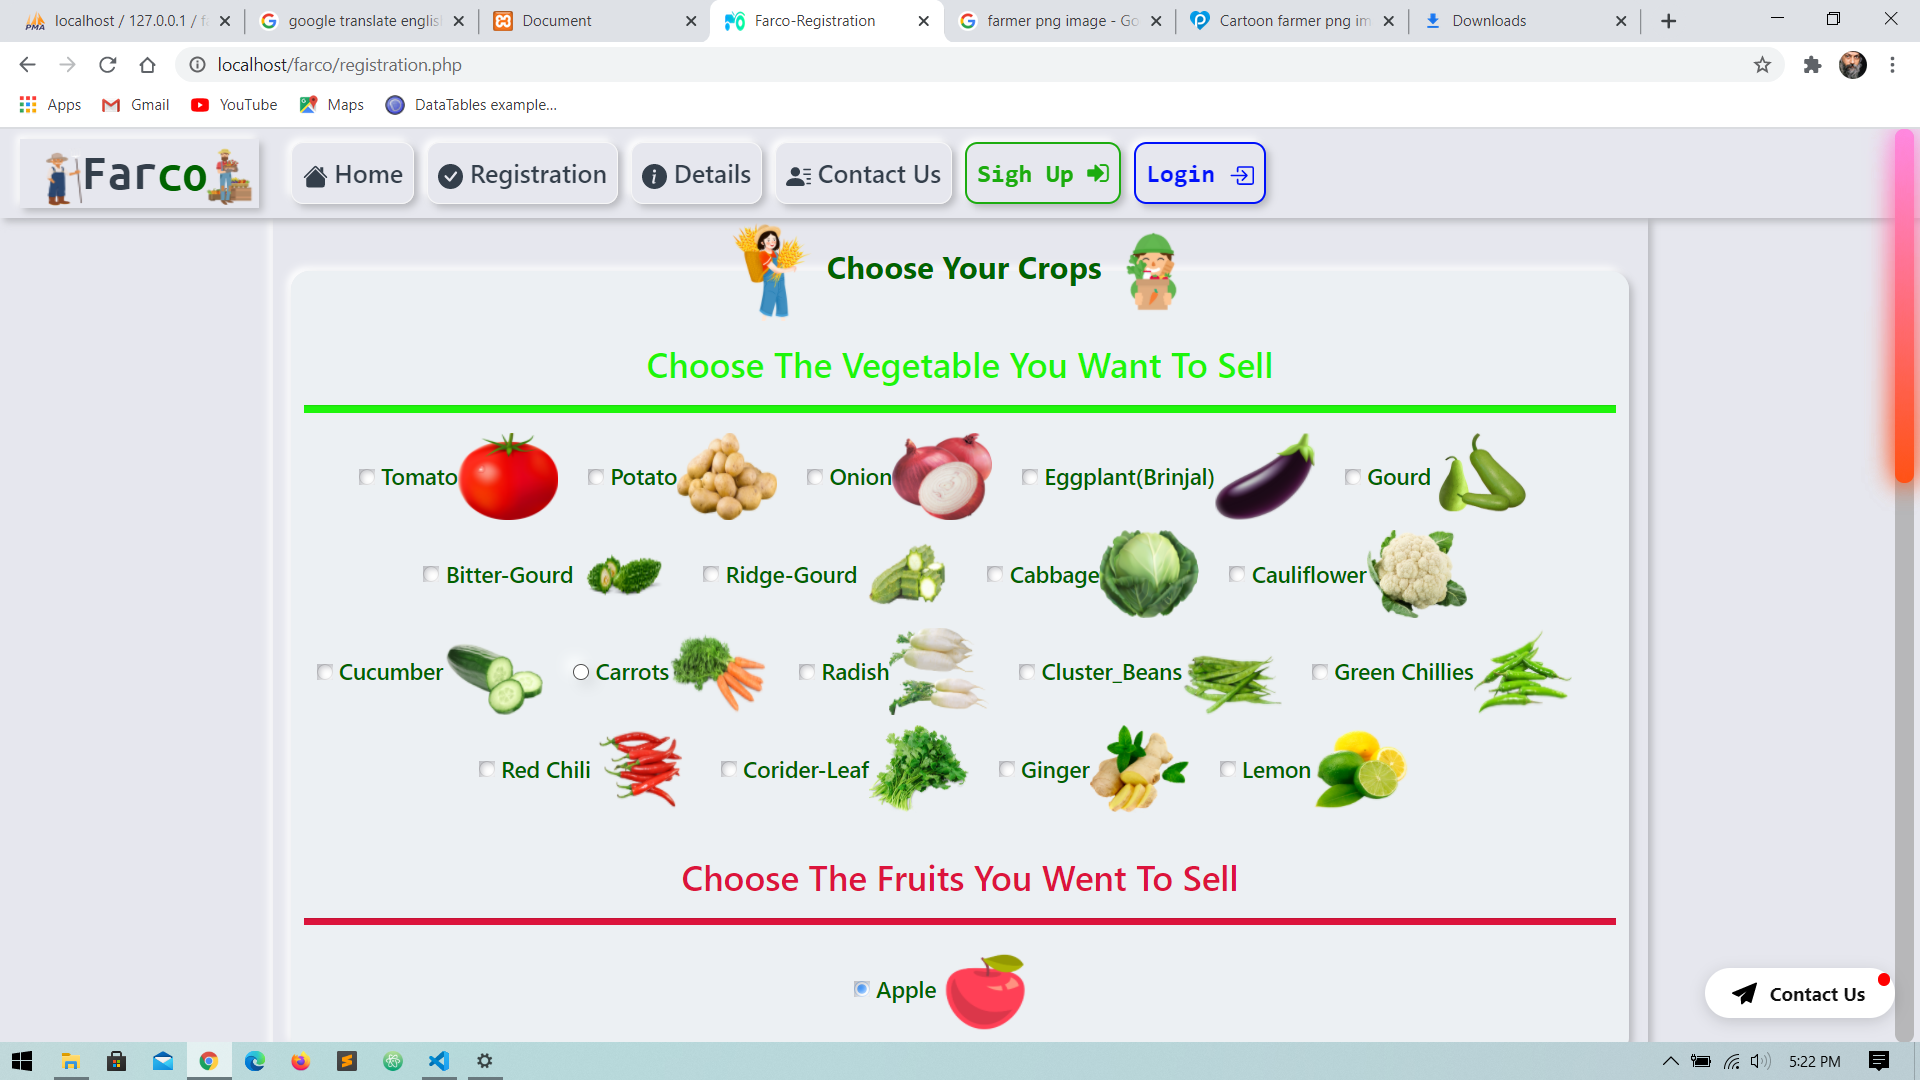 localhost / 127.0.0.1 / fa
google translate englis
Document
Farco-Registration
farmer png image - Go
Cartoon farmer png im
Downloads
localhost/farco/registration.php
Apps
Gmail
YouTube
Maps
DataTables example...
Farco
Home
Registration
Details
Contact Us
Sigh Up
Login
Choose Your Crops
Choose The Vegetable You Want To Sell
Tomato Potato Onion Eggplant(Brinjal) Gourd
Bitter-Gourd Ridge-Gourd Cabbage Cauliflower
Cucumber Carrots Radish Cluster_Beans Green Chillies
Red Chili Corider-Leaf Ginger Lemon
Choose The Fruits You Went To Sell
Apple
Contact Us
5:22 PM